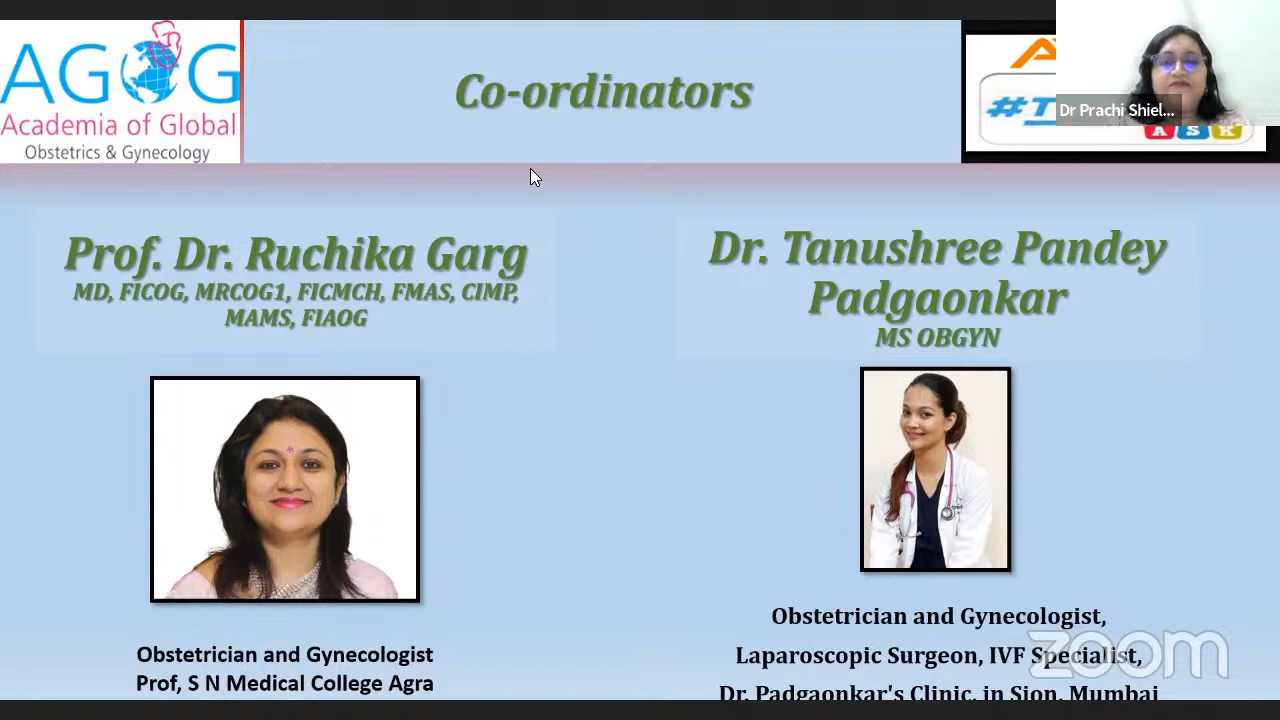 AGOG
Academia of Global
Obstetrics & Gynecology
Co-ordinators
#T
ASK
Dr Prachi Shiel...
Prof. Dr. Ruchika Garg
MD, FICOG, MRCOG1, FICMCH, FMAS, CIMP,
MAMS, FIAOG
Dr. Tanushree Pandey
Padgaonkar
MS OBGYN
Obstetrician and Gynecologist
Prof, S N Medical College Agra
Obstetrician and Gynecologist,
Laparoscopic Surgeon, IVF Specialist,
Dr. Padgaonkar's Clinic, in Sion, Mumbai
zoom